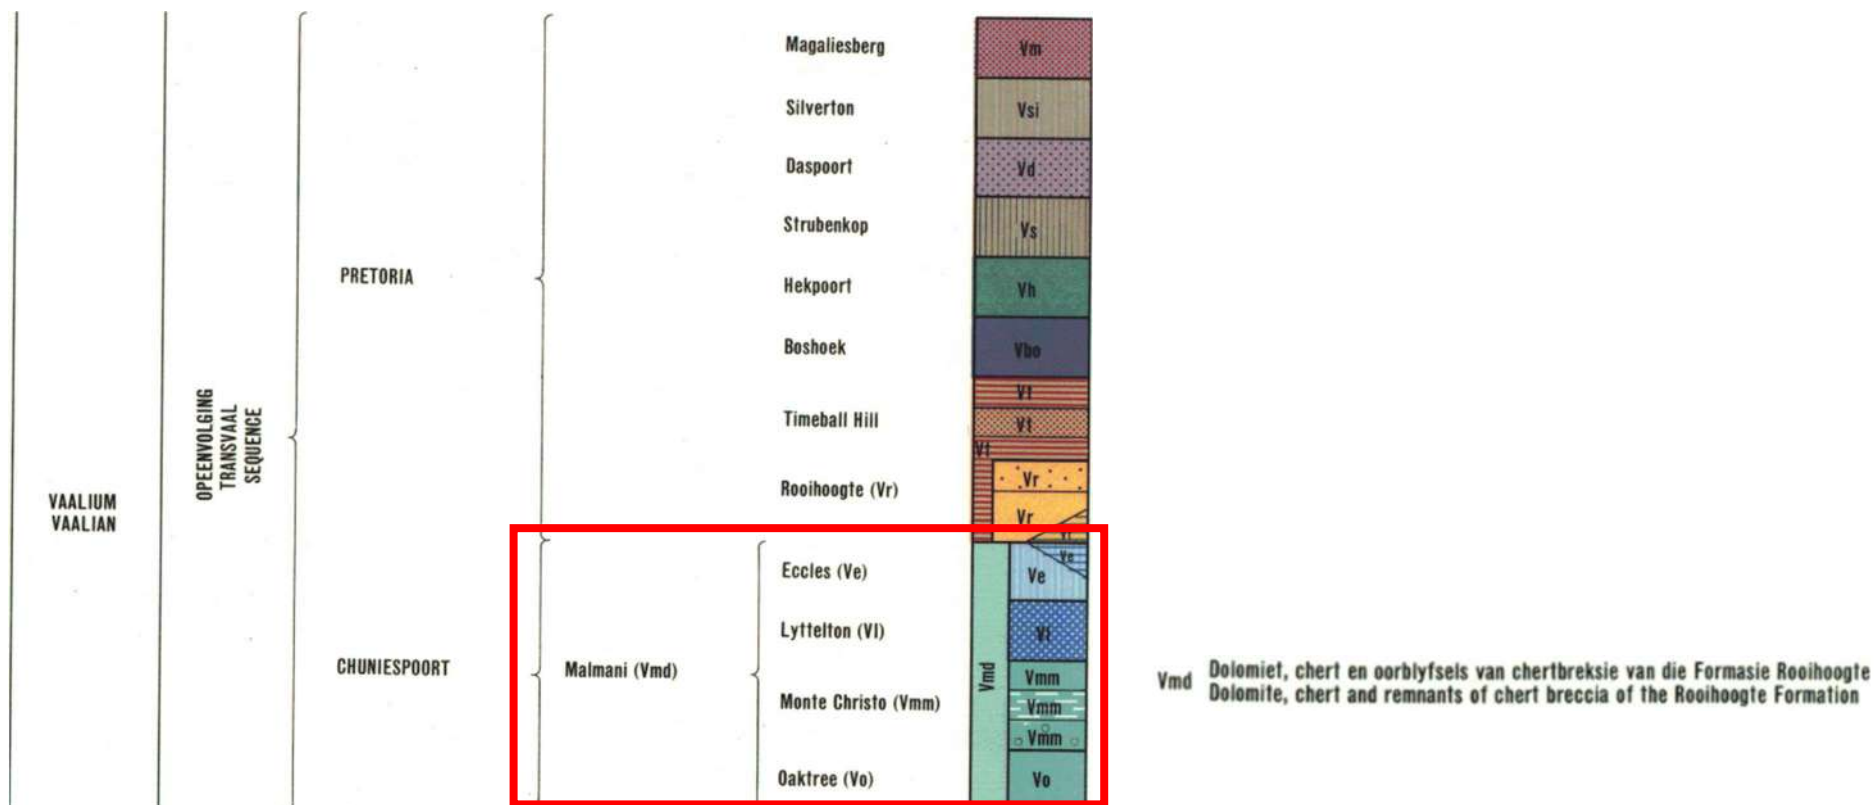 VAALIUM
VAALIAN
OPEENVOLGING
TRANSVAAL
SEQUENCE
PRETORIA
CHUNIESPOORT
Malmani (Vmd)
Magaliesberg
Silverton
Daspoort
Strubenkop
Hekpoort
Boshoek
Timeball Hill
Rooihoogte (Vr)
Eccles (Ve)
Lyttelton (Vl)
Monte Christo (Vmm)
Oaktree (Vo)
Vm
Vsi
Vd
Vs
Vh
Vbo
Vt
Vt
Vt
Vr
Vr
Ve
Ve
Vl
Vmd
Vmm
Vmm
Vmm
Vo
Vmd
Dolomiet, chert en oorblyfsels van chertbreksie van die Formasie Rooihoogte
Dolomite, chert and remnants of chert breccia of the Rooihoogte Formation